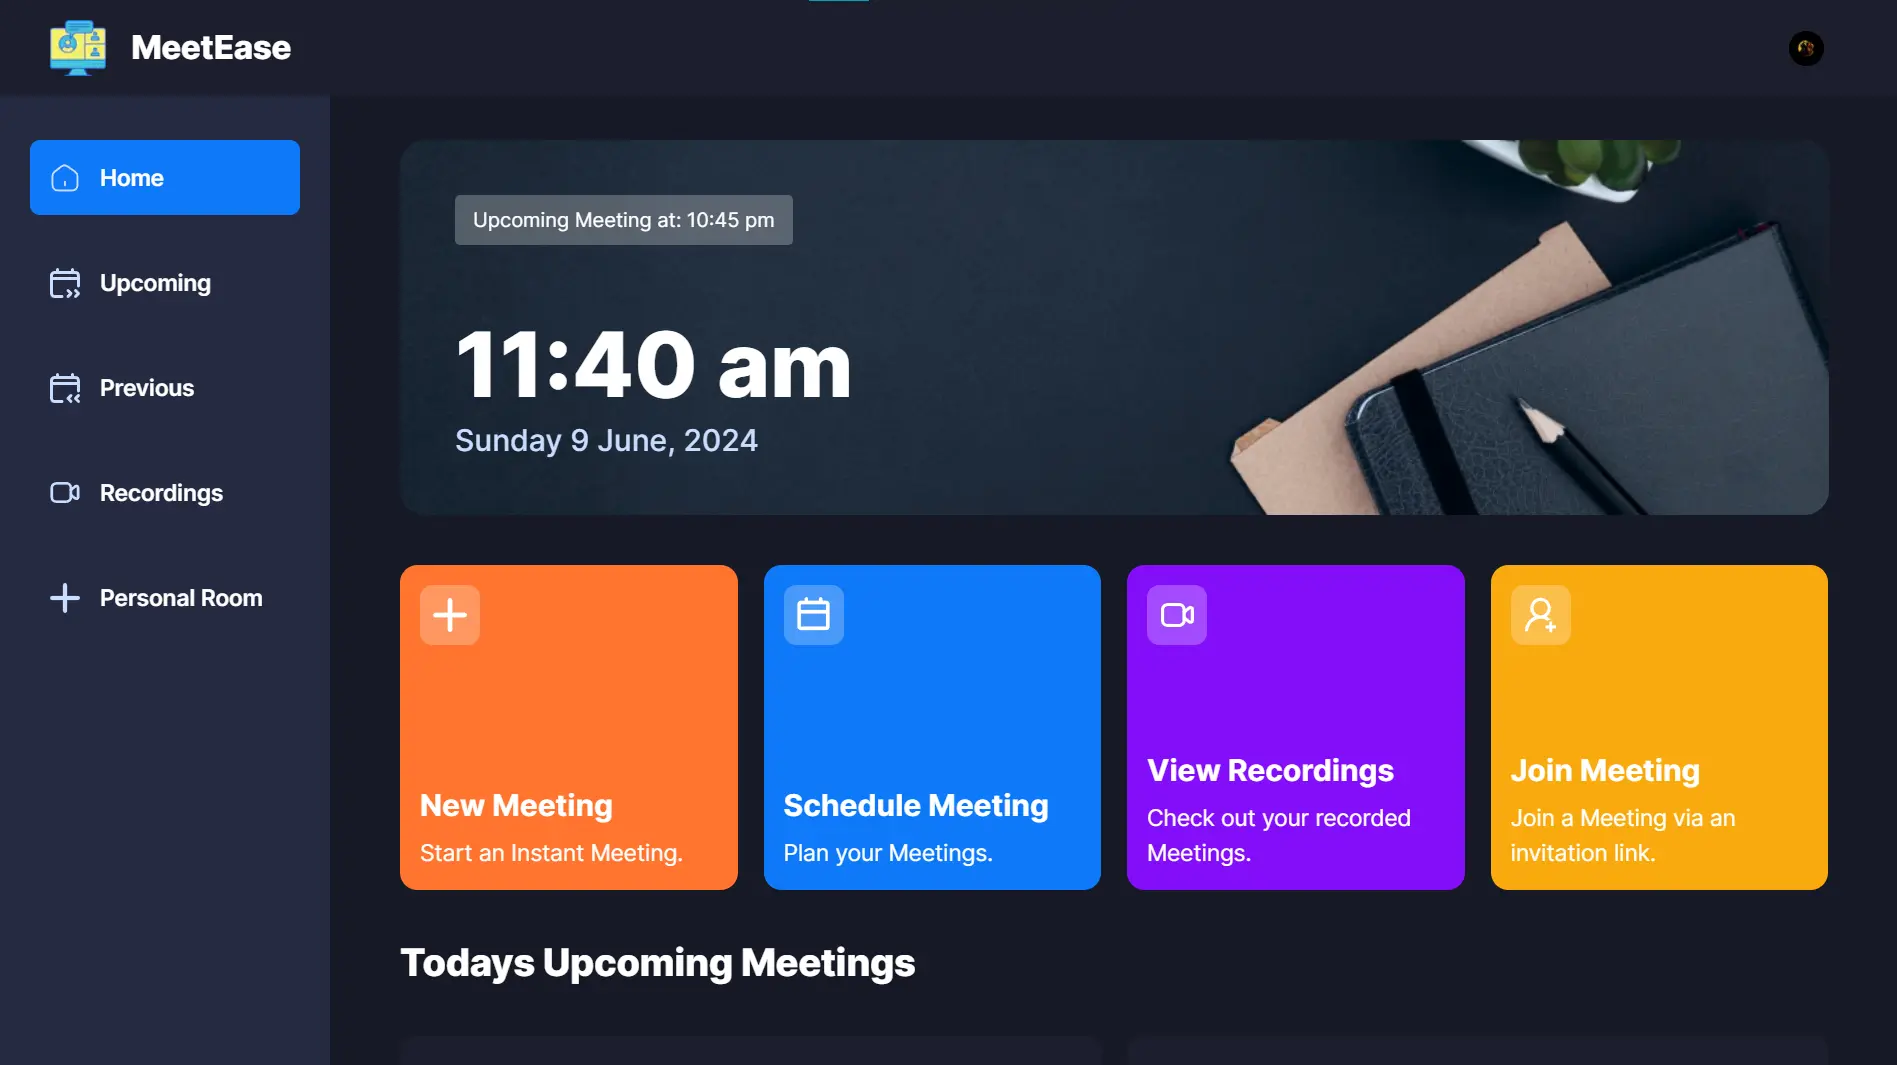 MeetEase
Home
Upcoming
Previous
Recordings
Personal Room
Upcoming Meeting at: 10:45 pm
11:40 am
Sunday 9 June, 2024
New Meeting
Start an Instant Meeting.
Schedule Meeting
Plan your Meetings.
View Recordings
Check out your recorded
Meetings.
Join Meeting
Join a Meeting via an
invitation link.
Todays Upcoming Meetings